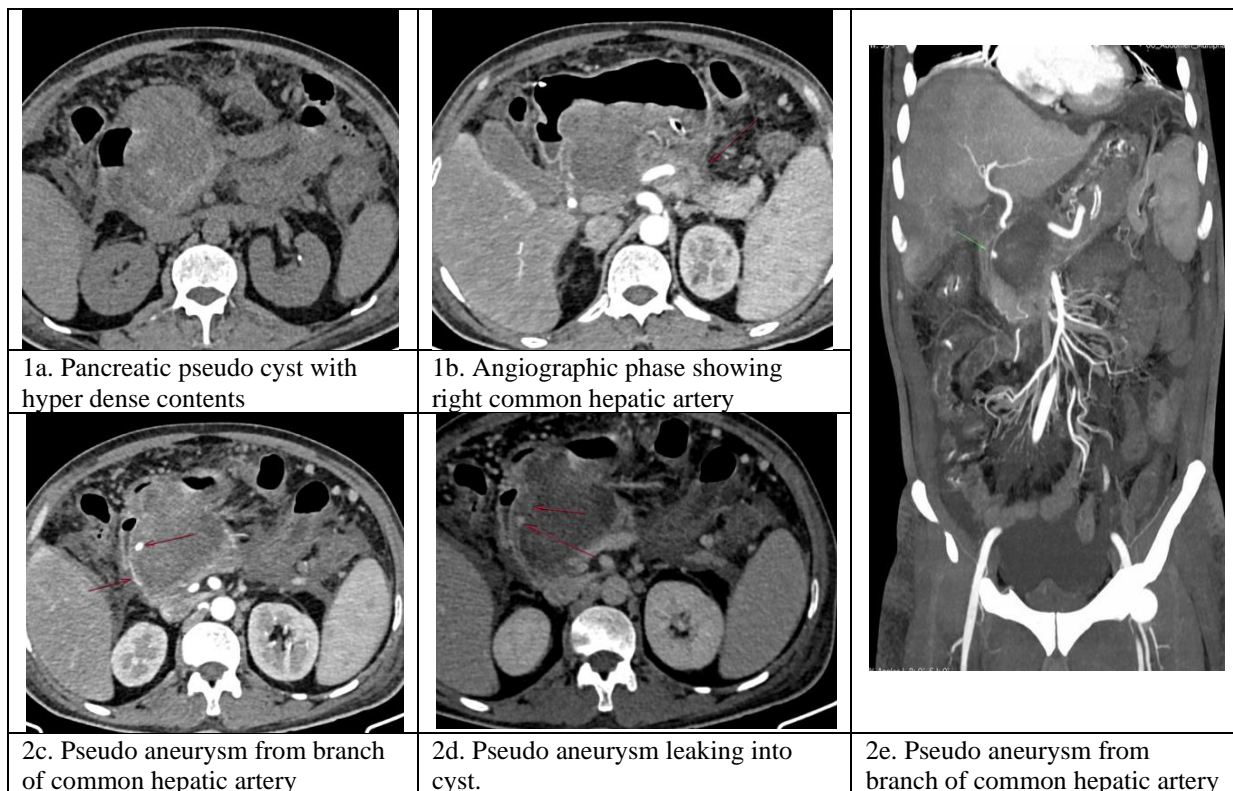 1a. Pancreatic pseudo cyst with
hyper dense contents
1b. Angiographic phase showing
right common hepatic artery
2c. Pseudo aneurysm from branch
of common hepatic artery
2d. Pseudo aneurysm leaking into
cyst.
2e. Pseudo aneurysm from
branch of common hepatic artery